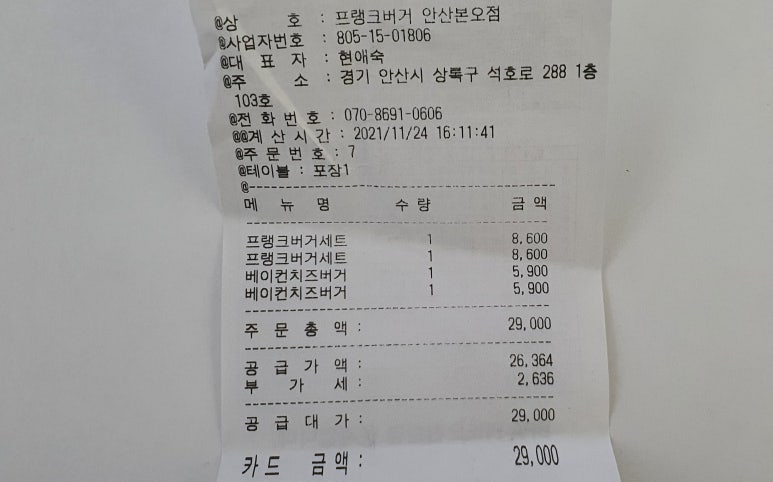 @상 호 : 프랭크버거 안산본오점
@사업자번호 : 805-15-01806
@대 표 자 : 현애숙
@주 소 : 경기 안산시 상록구 석호로 288 1층
103호
@전 화 번 호 : 070-8691-0606
@@계 산 시 간 : 2021/11/24 16:11:41
@주 문 번 호 : 7
@테이블 : 포장1
@--------------------------------------------
메 뉴 명 수 량 금 액
--------------------------------------------
프랭크버거세트 1 8,600
프랭크버거세트 1 8,600
베이컨치즈버거 1 5,900
베이컨치즈버거 1 5,900
--------------------------------------------
주 문 총 액 : 29,000
--------------------------------------------
공 급 가 액 : 26,364
부 가 세 : 2,636
--------------------------------------------
공 급 대 가 : 29,000
카 드 금 액 : 29,000